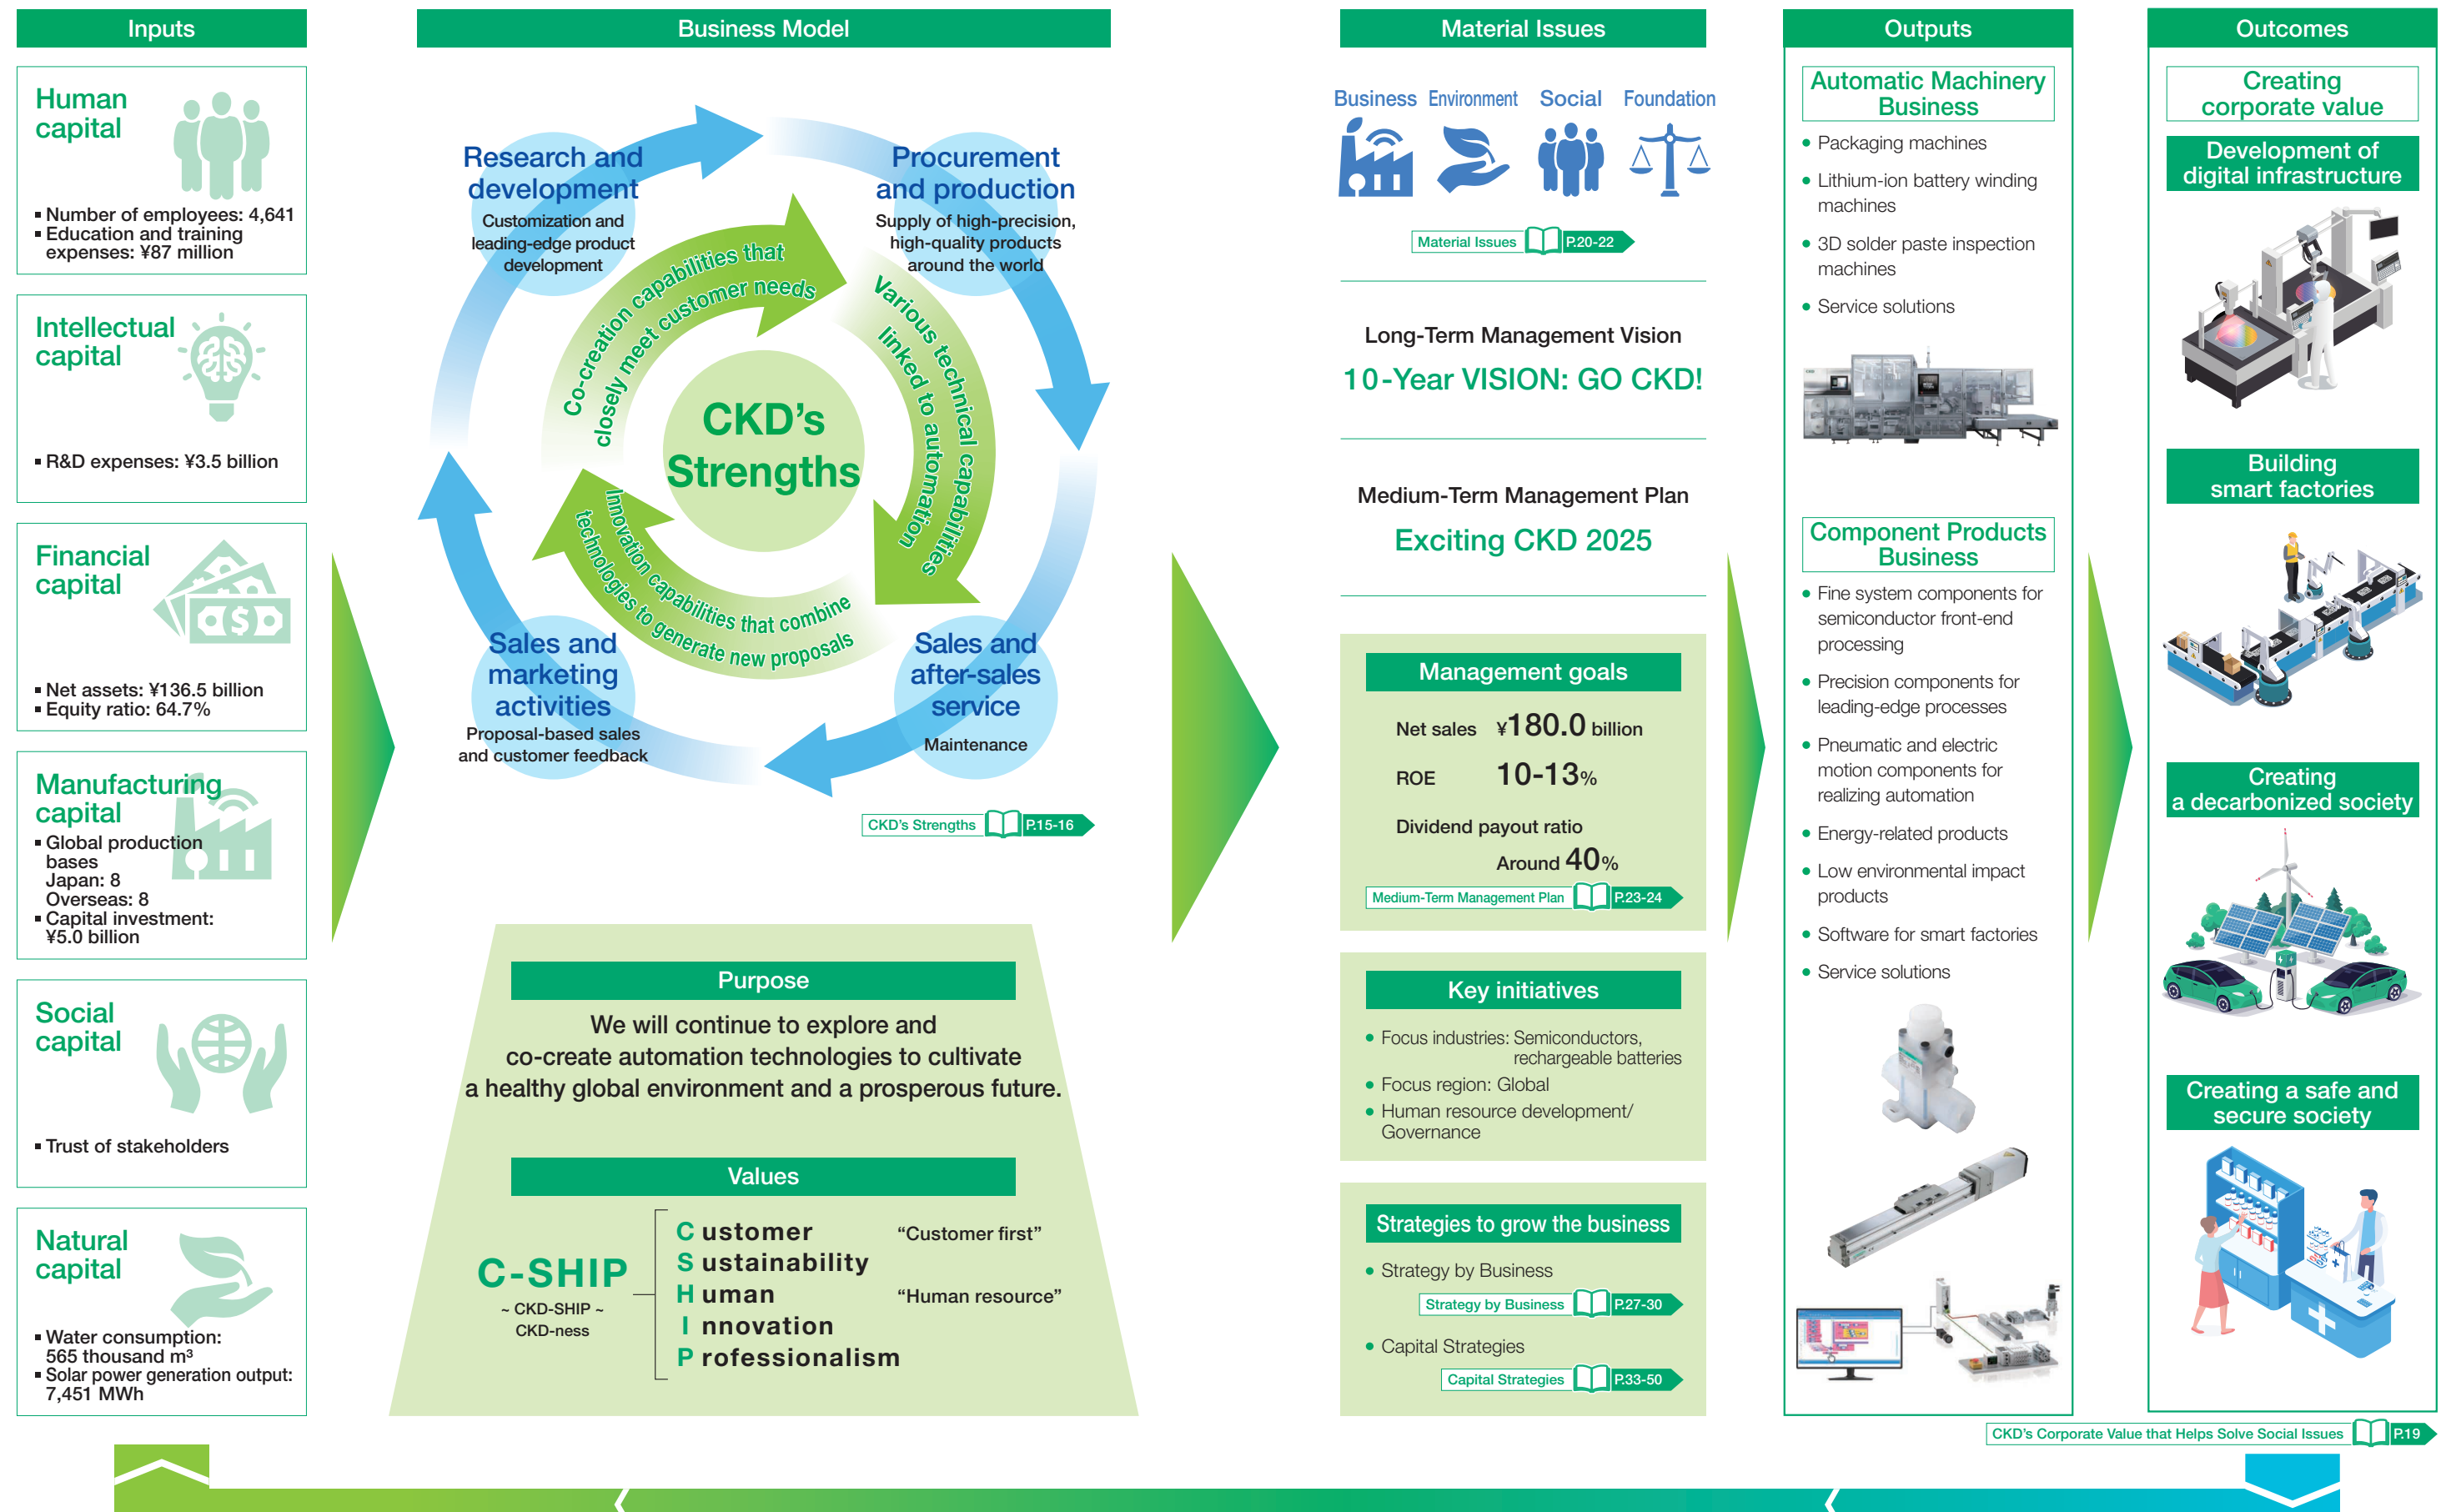 Inputs
Human
capital
▪ Number of employees: 4,641
▪ Education and training
expenses: ¥87 million
Intellectual
capital
▪ R&D expenses: ¥3.5 billion
Financial
capital
▪ Net assets: ¥136.5 billion
▪ Equity ratio: 64.7%
Manufacturing
capital
▪ Global production
bases
Japan: 8
Overseas: 8
▪ Capital investment:
¥5.0 billion
Social
capital
▪ Trust of stakeholders
Natural
capital
▪ Water consumption:
565 thousand m³
▪ Solar power generation output:
7,451 MWh
Business Model
Research and
development
Customization and
leading-edge product
development
Procurement
and production
Supply of high-precision,
high-quality products
around the world
Co-creation capabilities that
closely meet customer needs
Various technical capabilities
linked to automation
Innovation capabilities that combine
technologies to generate new proposals
CKD's
Strengths
Sales and
marketing
activities
Proposal-based sales
and customer feedback
Sales and
after-sales
service
Maintenance
CKD's Strengths P.15-16
Purpose
We will continue to explore and
co-create automation technologies to cultivate
a healthy global environment and a prosperous future.
Values
C-SHIP
~ CKD-SHIP ~
CKD-ness
Customer “Customer first”
Sustainability
Human “Human resource”
Innovation
Professionalism
Material Issues
Business Environment Social Foundation
Material Issues P.20-22
Long-Term Management Vision
10-Year VISION: GO CKD!
Medium-Term Management Plan
Exciting CKD 2025
Management goals
Net sales ¥180.0 billion
ROE 10-13%
Dividend payout ratio
Around 40%
Medium-Term Management Plan P.23-24
Key initiatives
• Focus industries: Semiconductors,
rechargeable batteries
• Focus region: Global
• Human resource development/
Governance
Strategies to grow the business
• Strategy by Business
Strategy by Business P.27-30
• Capital Strategies
Capital Strategies P.33-50
Outputs
Automatic Machinery
Business
• Packaging machines
• Lithium-ion battery winding
machines
• 3D solder paste inspection
machines
• Service solutions
Component Products
Business
• Fine system components for
semiconductor front-end
processing
• Precision components for
leading-edge processes
• Pneumatic and electric
motion components for
realizing automation
• Energy-related products
• Low environmental impact
products
• Software for smart factories
• Service solutions
Outcomes
Creating
corporate value
Development of
digital infrastructure
Building
smart factories
Creating
a decarbonized society
Creating a safe and
secure society
CKD's Corporate Value that Helps Solve Social Issues P.19